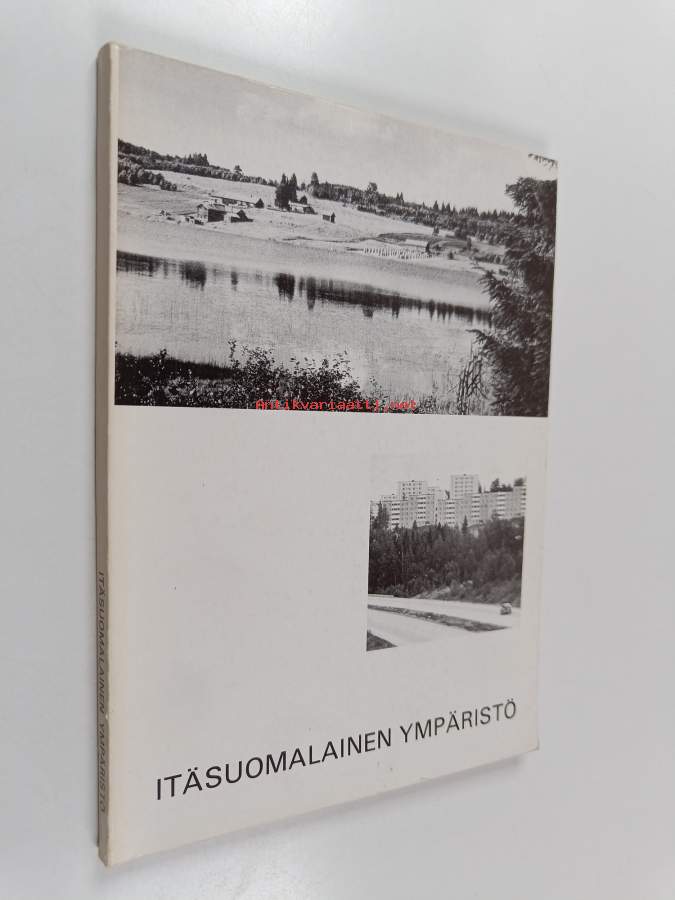 Antikvariaatti.net
ITÄSUOMALAINEN YMPÄRISTÖ
ITÄSUOMALAINEN YMPÄRISTÖ